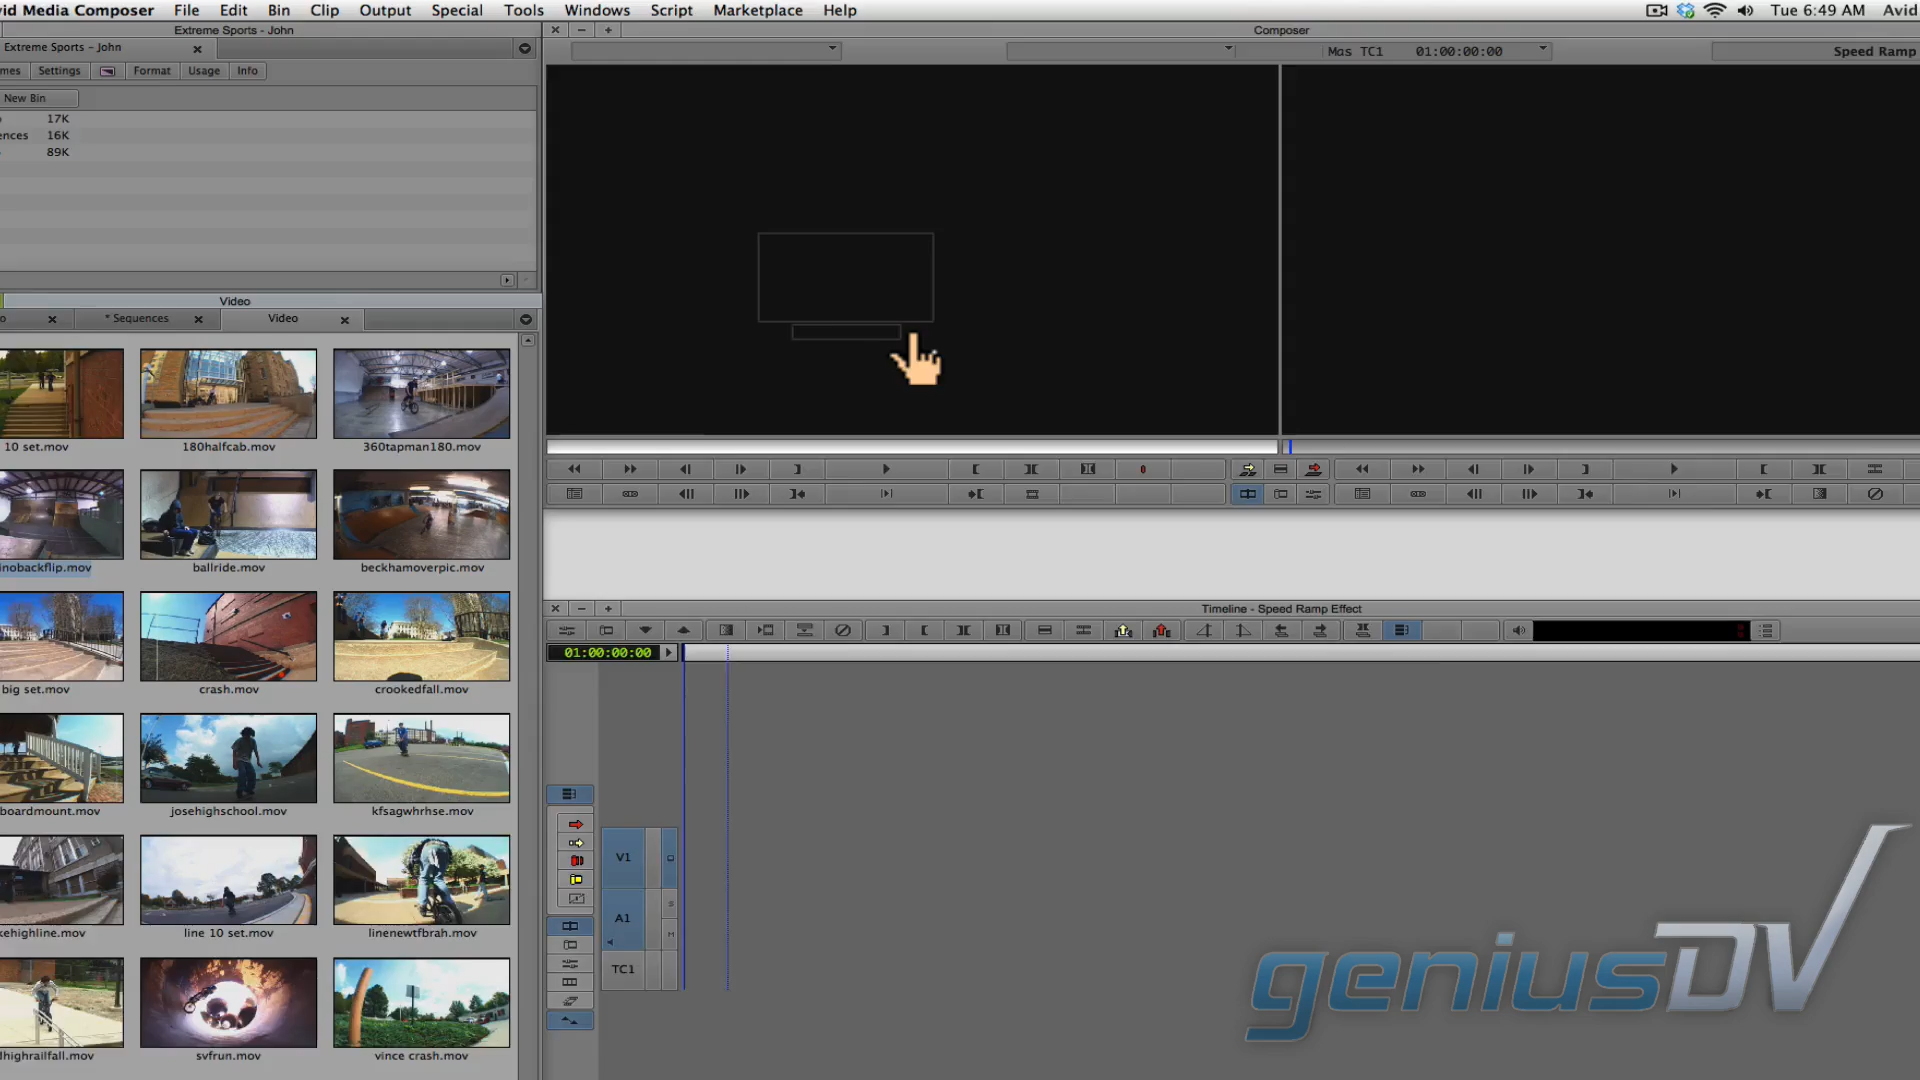 vid Media Composer File Edit Bin Clip Output Special Tools Windows Script Marketplace Help Tue 6:49 AM Avid
Extreme Sports - John
Composer
Extreme Sports - John
Mas TC1 01:00:00:00 Speed Ramp
mes Settings Format Usage Info
New Bin
17K
ences 16K
89K
Video
o * Sequences Video
10 set.mov 180halfcab.mov 360tapman180.mov
inobackflip.mov ballride.mov beckhamoverpic.mov
big set.mov crash.mov crookedfall.mov
boardmount.mov josehighschool.mov kfsagwhrhse.mov
kehighline.mov line 10 set.mov linenewtfbrah.mov
lhighrailfall.mov svfrun.mov vince crash.mov
Timeline - Speed Ramp Effect
01:00:00:00
V1
A1
S
M
TC1
geniusDV